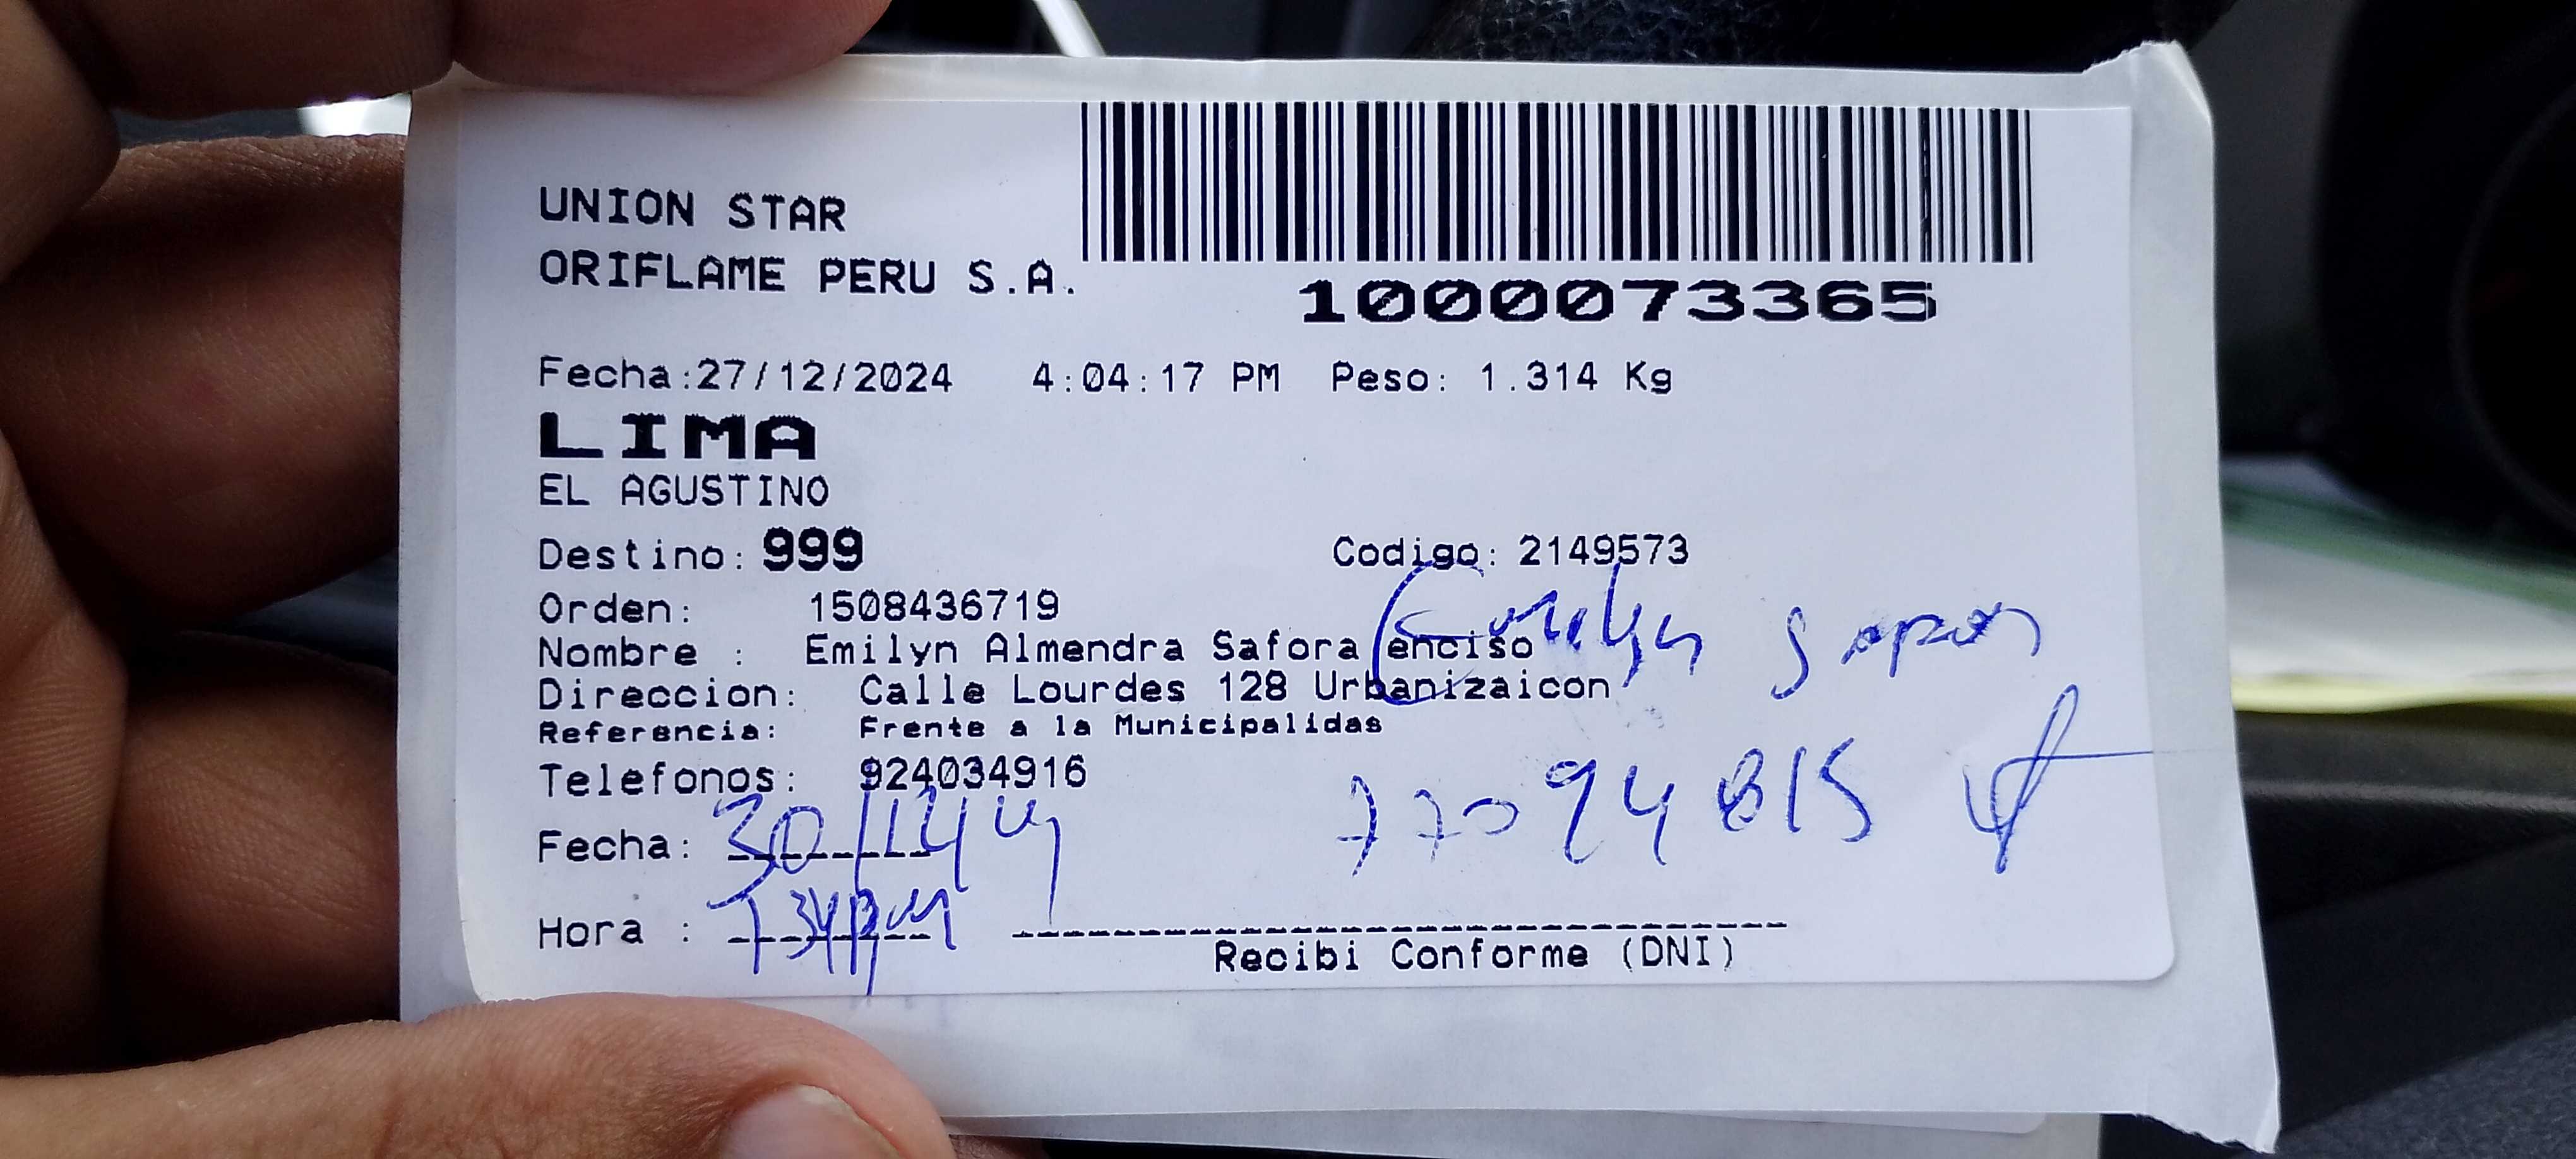 UNION STAR
ORIFLAME PERU S.A.
1000073365
Fecha:27/12/2024 4:04:17 PM Peso: 1.314 Kg
LIMA
EL AGUSTINO
Destino: 999 Codigo: 2149573
Orden: 1508436719
Nombre : Emilyn Almendra Safora enciso
Direccion: Calle Lourdes 128 Urbanizaicon
Referencia: Frente a la Municipalidas
Telefonos: 924034916
77094815
Fecha: 30/12/24
Hora :
Recibi Conforme (DNI)